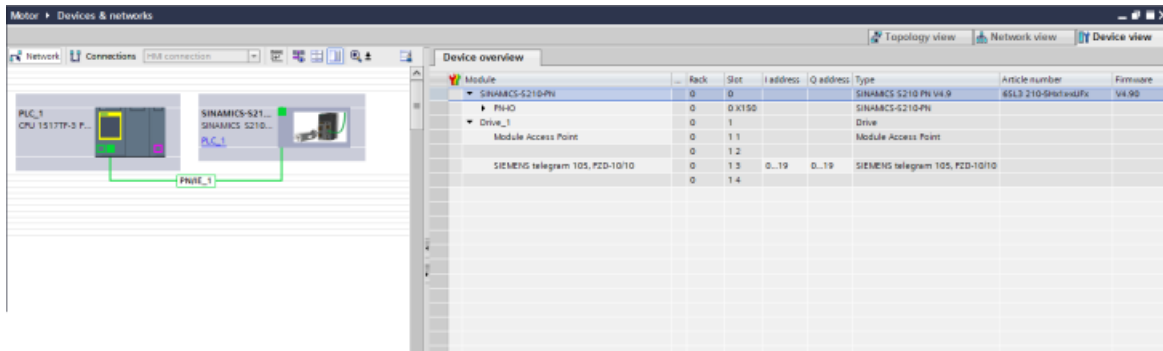 Motor ▸ Devices & networks
Topology view Network view Device view
Network Connections HMI connection
Device overview
Module ... Rack Slot I address Q address Type Article number Firmware
SINAMICS-S210-PN 0 0 SINAMICS S210 PN V4.9 V4.90
PN-IO 0 0 X150 SINAMICS-S210-PN
Drive_1 0 1 Drive
Module Access Point 0 1 1 Module Access Point
0 1 2
SIEMENS telegram 105, PZD-10/10 0 1 3 0...19 0...19 SIEMENS telegram 105, PZD-10/10
0 1 4
PLC_1
CPU 1517TF-3 P...
SINAMICS-S21...
SINAMICS S210...
PLC_1
PN/IE_1